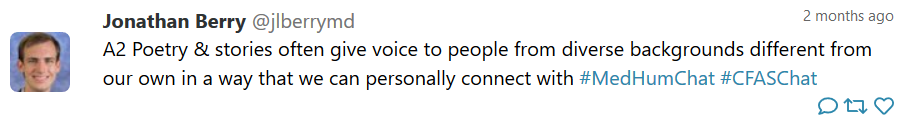 Jonathan Berry @jlberrymd
2 months ago
A2 Poetry & stories often give voice to people from diverse backgrounds different from
our own in a way that we can personally connect with #MedHumChat #CFASChat